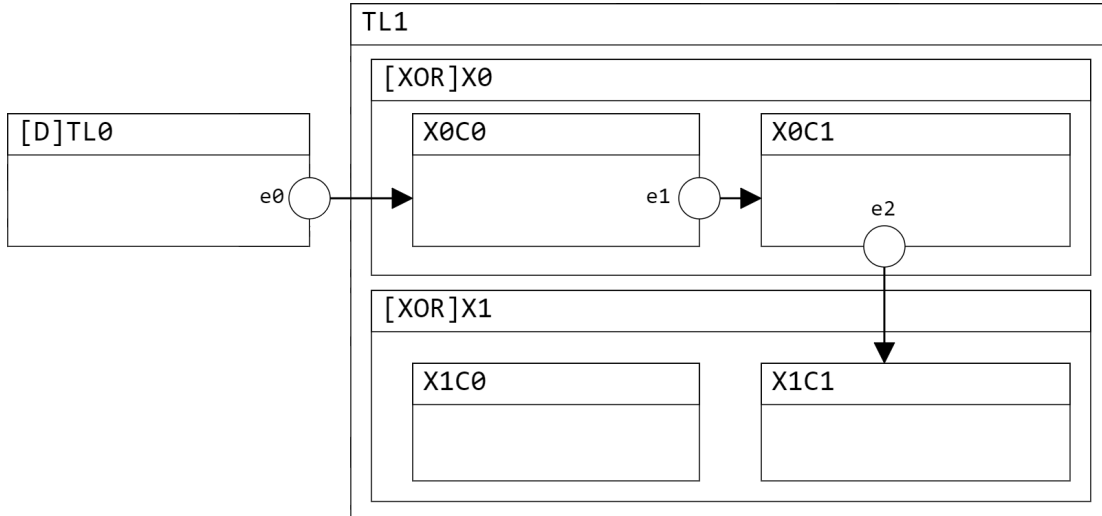 TL1
[XOR]X0
[D]TL0
X0C0
X0C1
e0
e1
e2
[XOR]X1
X1C0
X1C1